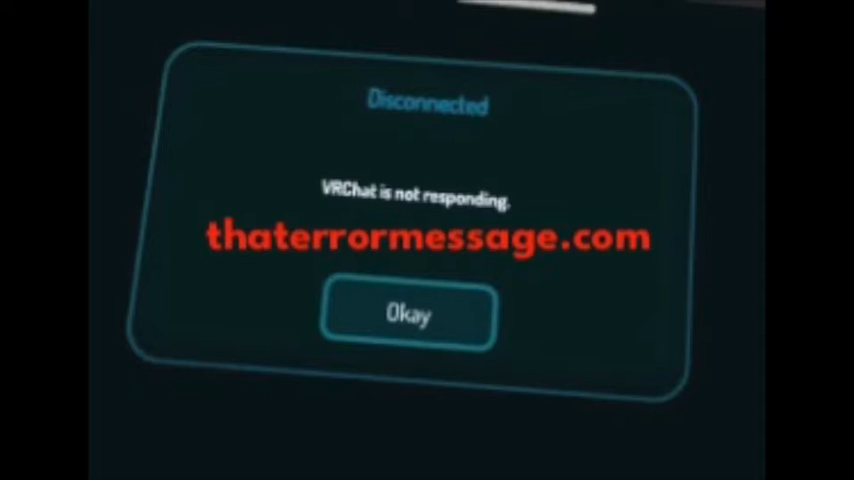 Disconnected
VRChat is not responding.
thaterrormessage.com
Okay